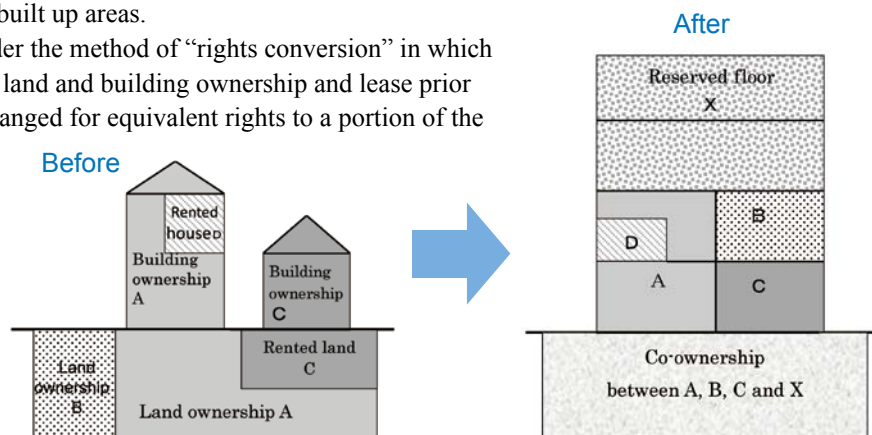 built up areas.
ler the method of “rights conversion” in which
land and building ownership and lease prior
anged for equivalent rights to a portion of the
Before
Rented
house D
Building
ownership
A
Building
ownership
C
Rented land
C
Land
ownership
B
Land ownership A
After
Reserved floor
X
B
D
A
C
Co-ownership
between A, B, C and X